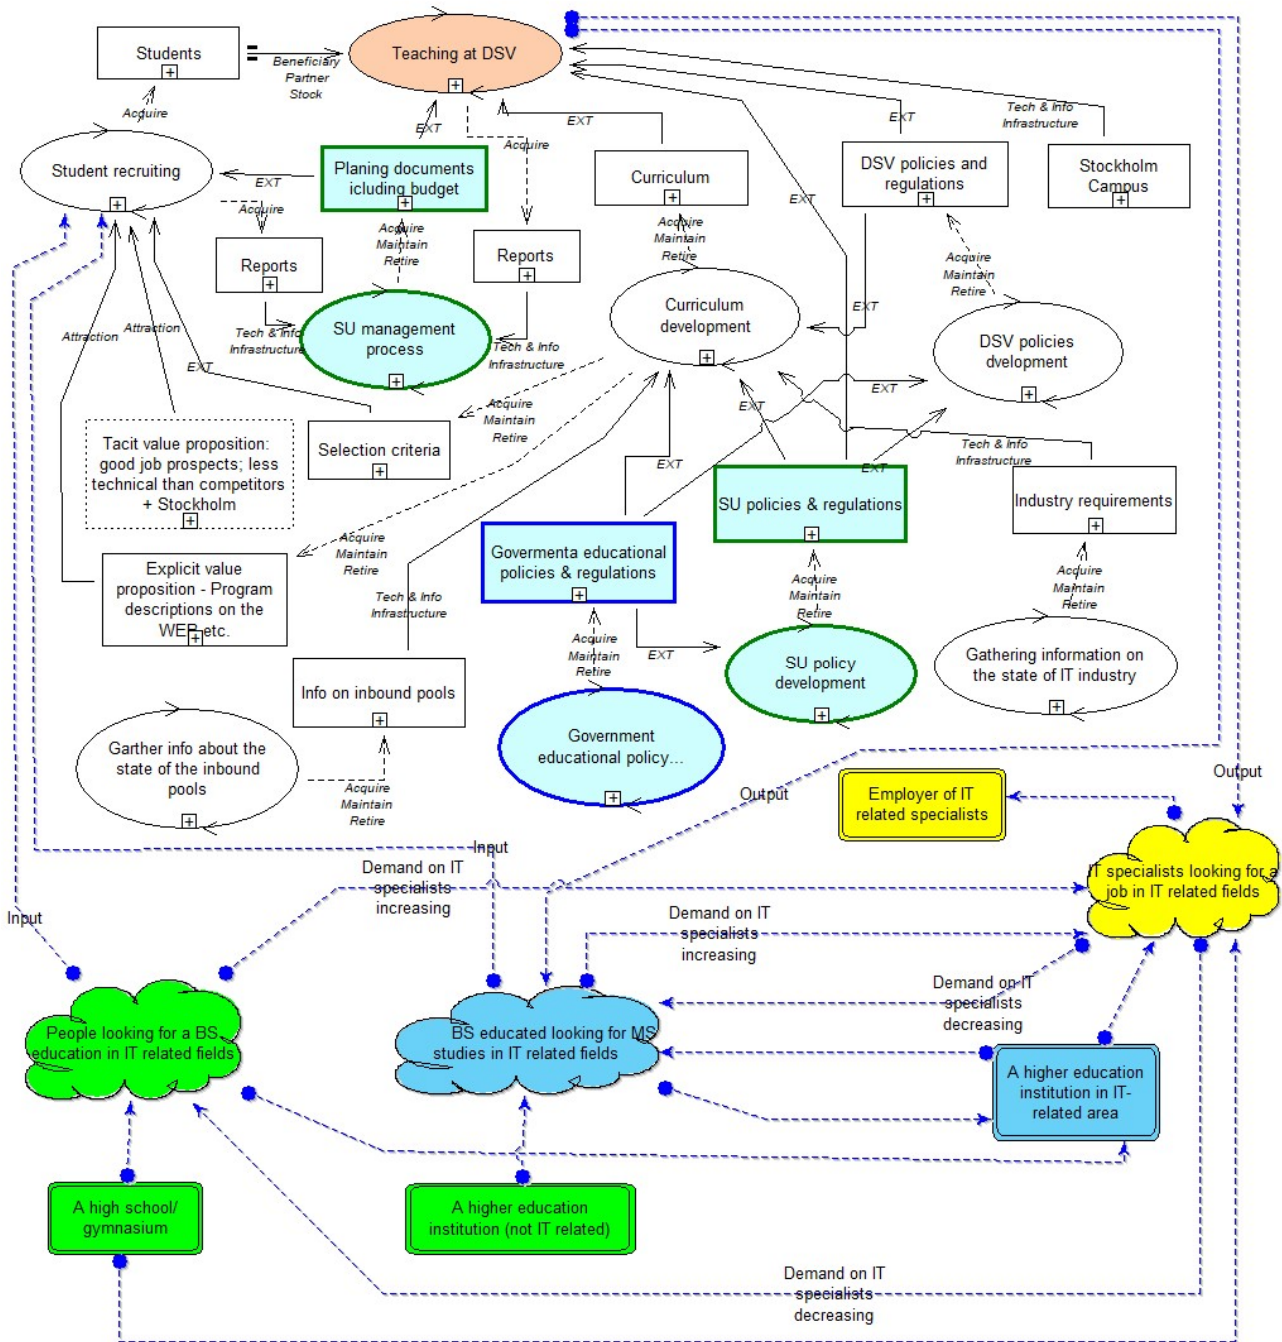 Students
Beneficiary
Partner
Stock
Teaching at DSV
Acquire
EXT
Acquire
EXT
EXT
Tech & Info
Infrastructure
Student recruiting
EXT
Acquire
Planing documents
icluding budget
Curriculum
DSV policies and
regulations
Stockholm
Campus
EXT
Reports
Acquire
Maintain
Retire
Reports
Acquire
Maintain
Retire
Acquire
Maintain
Retire
EXT
Attraction
Attraction
Tech & Info
Infrastructure
SU management
process
Tech & Info
Infrastructure
Curriculum
development
DSV policies
dvelopment
EXT
EXT
EXT
Tacit value proposition:
good job prospects; less
technical than competitors
+ Stockholm
Selection criteria
Acquire
Maintain
Retire
EXT
EXT
Tech & Info
Infrastructure
SU policies & regulations
Industry requirements
Explicit value
proposition - Program
descriptions on the
WEB etc.
Acquire
Maintain
Retire
Tech & Info
Infrastructure
Govermenta educational
policies & regulations
Acquire
Maintain
Retire
Acquire
Maintain
Retire
Acquire
Maintain
Retire
EXT
SU policy
development
Gathering information on
the state of IT industry
Info on inbound pools
Garther info about the
state of the inbound
pools
Acquire
Maintain
Retire
Government
educational policy...
Output
Output
Employer of IT
related specialists
Input
Demand on IT
specialists
increasing
IT specialists looking for a
job in IT related fields
Input
Demand on IT
specialists
increasing
Demand on IT
specialists
decreasing
People looking for a BS
education in IT related fields
BS educated looking for MS
studies in IT related fields
A higher education
institution in IT-
related area
A high school/
gymnasium
A higher education
institution (not IT related)
Demand on IT
specialists
decreasing